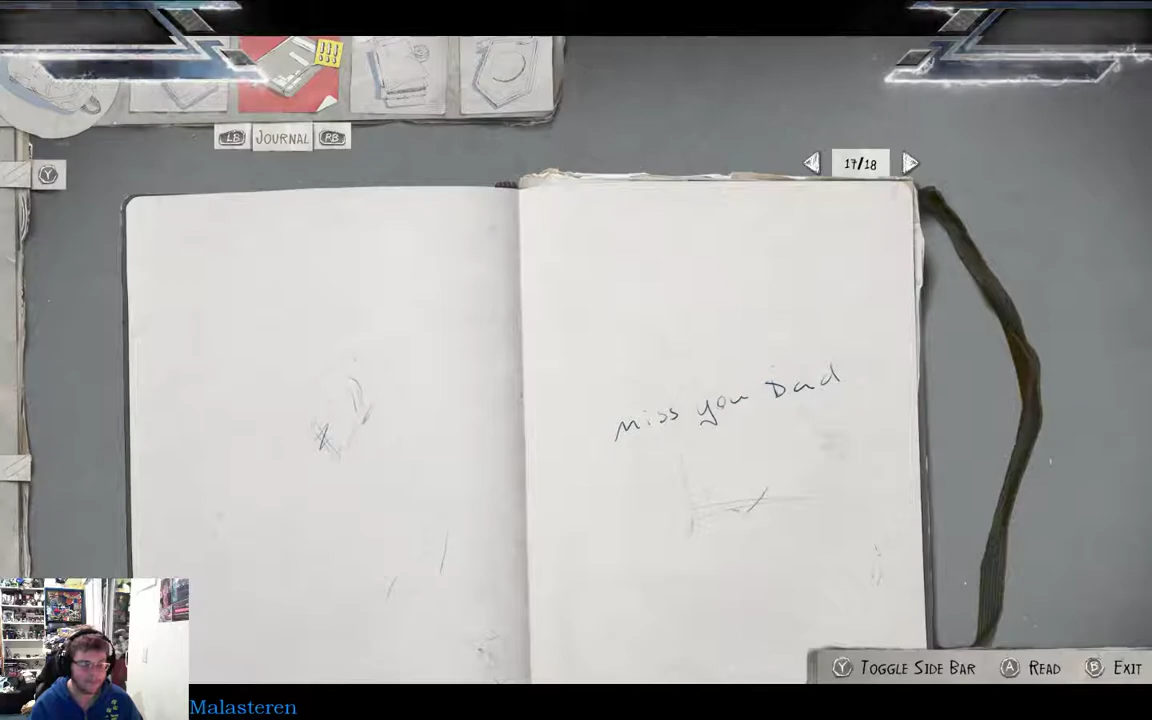 LB JOURNAL RB
Y
17/18
Miss you Dad
Y TOGGLE SIDE BAR A READ B EXIT
Malasteren